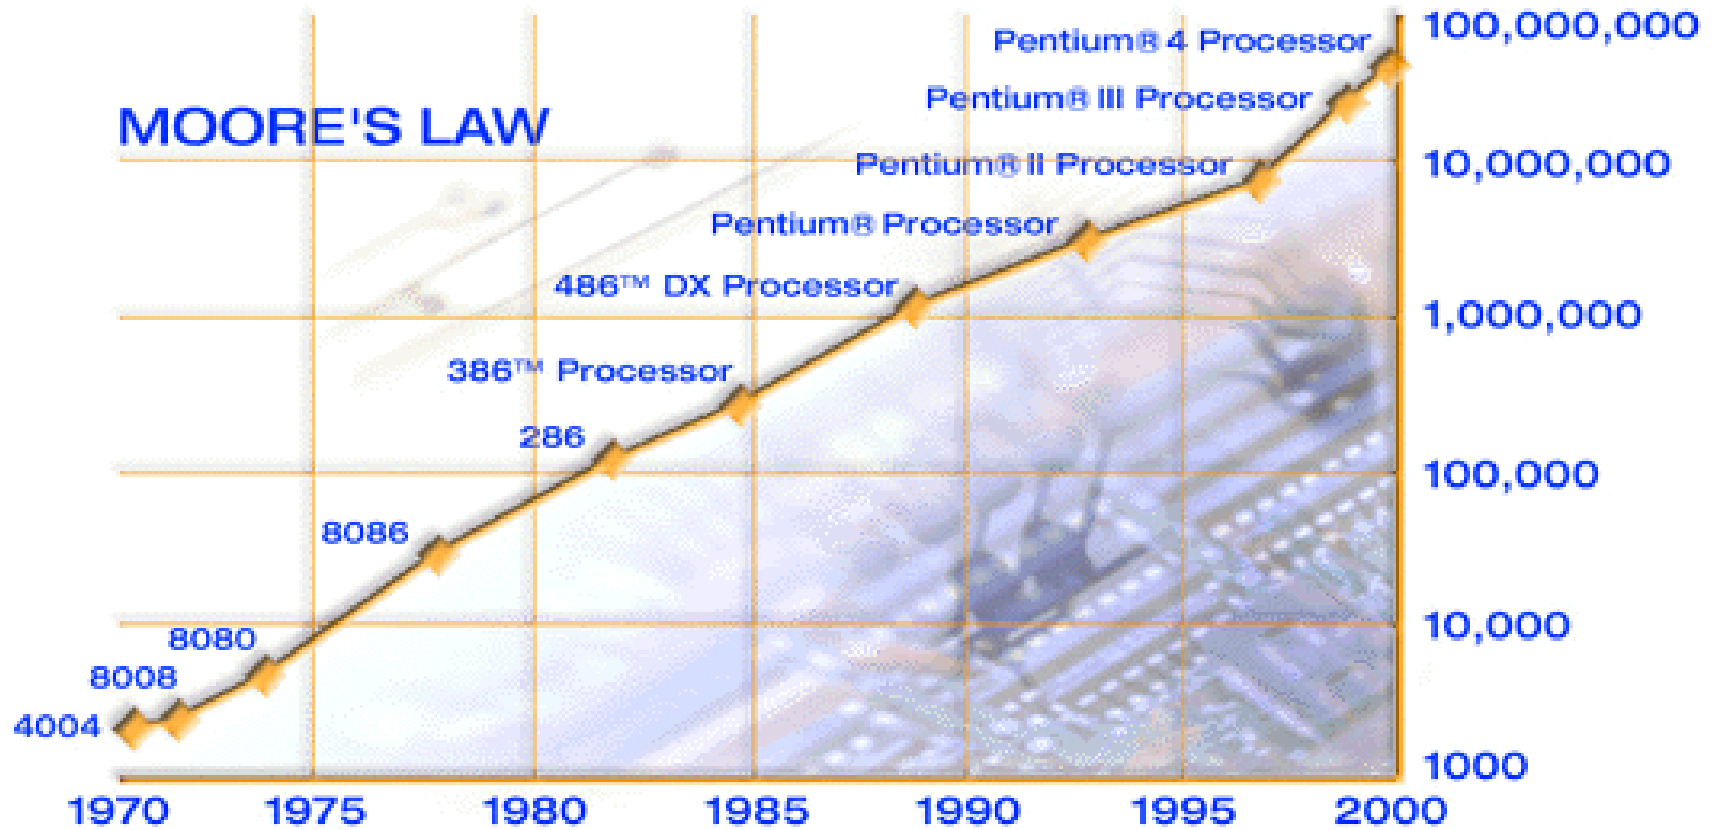 MOORE'S LAW
Pentium® 4 Processor
Pentium® III Processor
Pentium® II Processor
Pentium® Processor
486™ DX Processor
386™ Processor
286
8086
8080
8008
4004
100,000,000
10,000,000
1,000,000
100,000
10,000
1000
1970 1975 1980 1985 1990 1995 2000